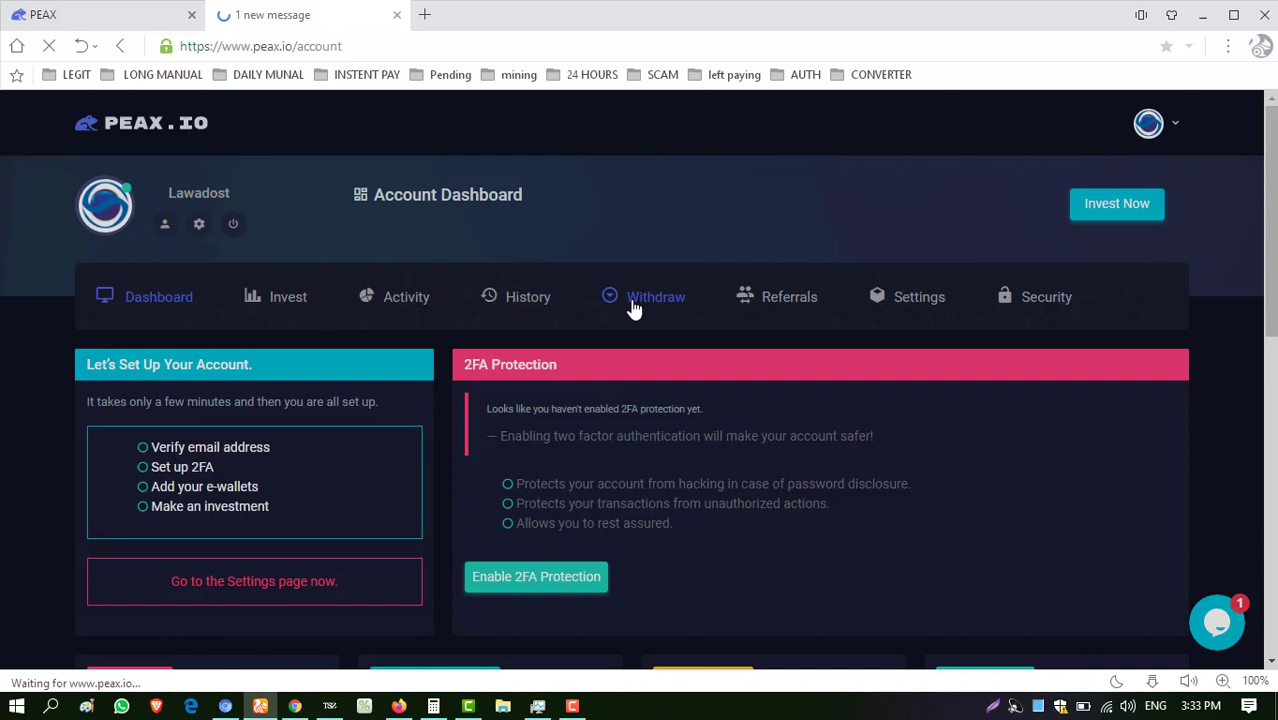 PEAX
1 new message
https://www.peax.io/account
LEGIT LONG MANUAL DAILY MUNAL INSTENT PAY Pending mining 24 HOURS SCAM left paying AUTH CONVERTER
PEAX.IO
Lawadost
Account Dashboard
Invest Now
Dashboard Invest Activity History Withdraw Referrals Settings Security
Let's Set Up Your Account.
It takes only a few minutes and then you are all set up.
Verify email address
Set up 2FA
Add your e-wallets
Make an investment
Go to the Settings page now.
2FA Protection
Looks like you haven't enabled 2FA protection yet.
— Enabling two factor authentication will make your account safer!
Protects your account from hacking in case of password disclosure.
Protects your transactions from unauthorized actions.
Allows you to rest assured.
Enable 2FA Protection
1
Waiting for www.peax.io...
100%
ENG 3:33 PM